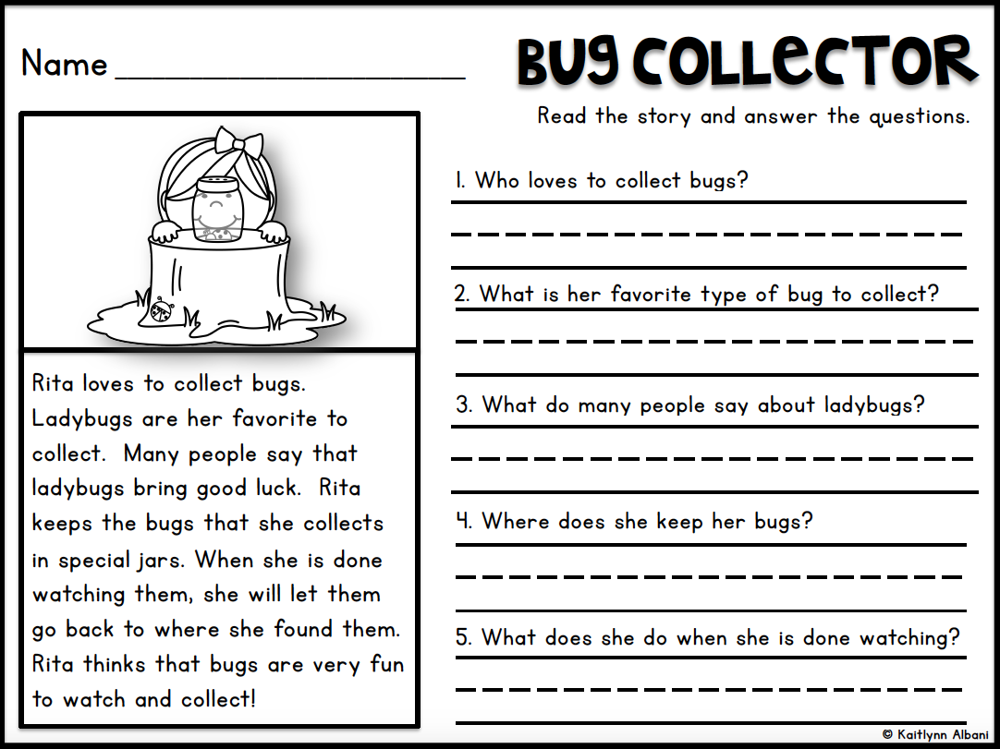 Name
BUG COLLECTOR
Read the story and answer the questions.
Rita loves to collect bugs.
Ladybugs are her favorite to
collect. Many people say that
ladybugs bring good luck. Rita
keeps the bugs that she collects
in special jars. When she is done
watching them, she will let them
go back to where she found them.
Rita thinks that bugs are very fun
to watch and collect!
1. Who loves to collect bugs?
2. What is her favorite type of bug to collect?
3. What do many people say about ladybugs?
4. Where does she keep her bugs?
5. What does she do when she is done watching?
© Kaitlynn Albani